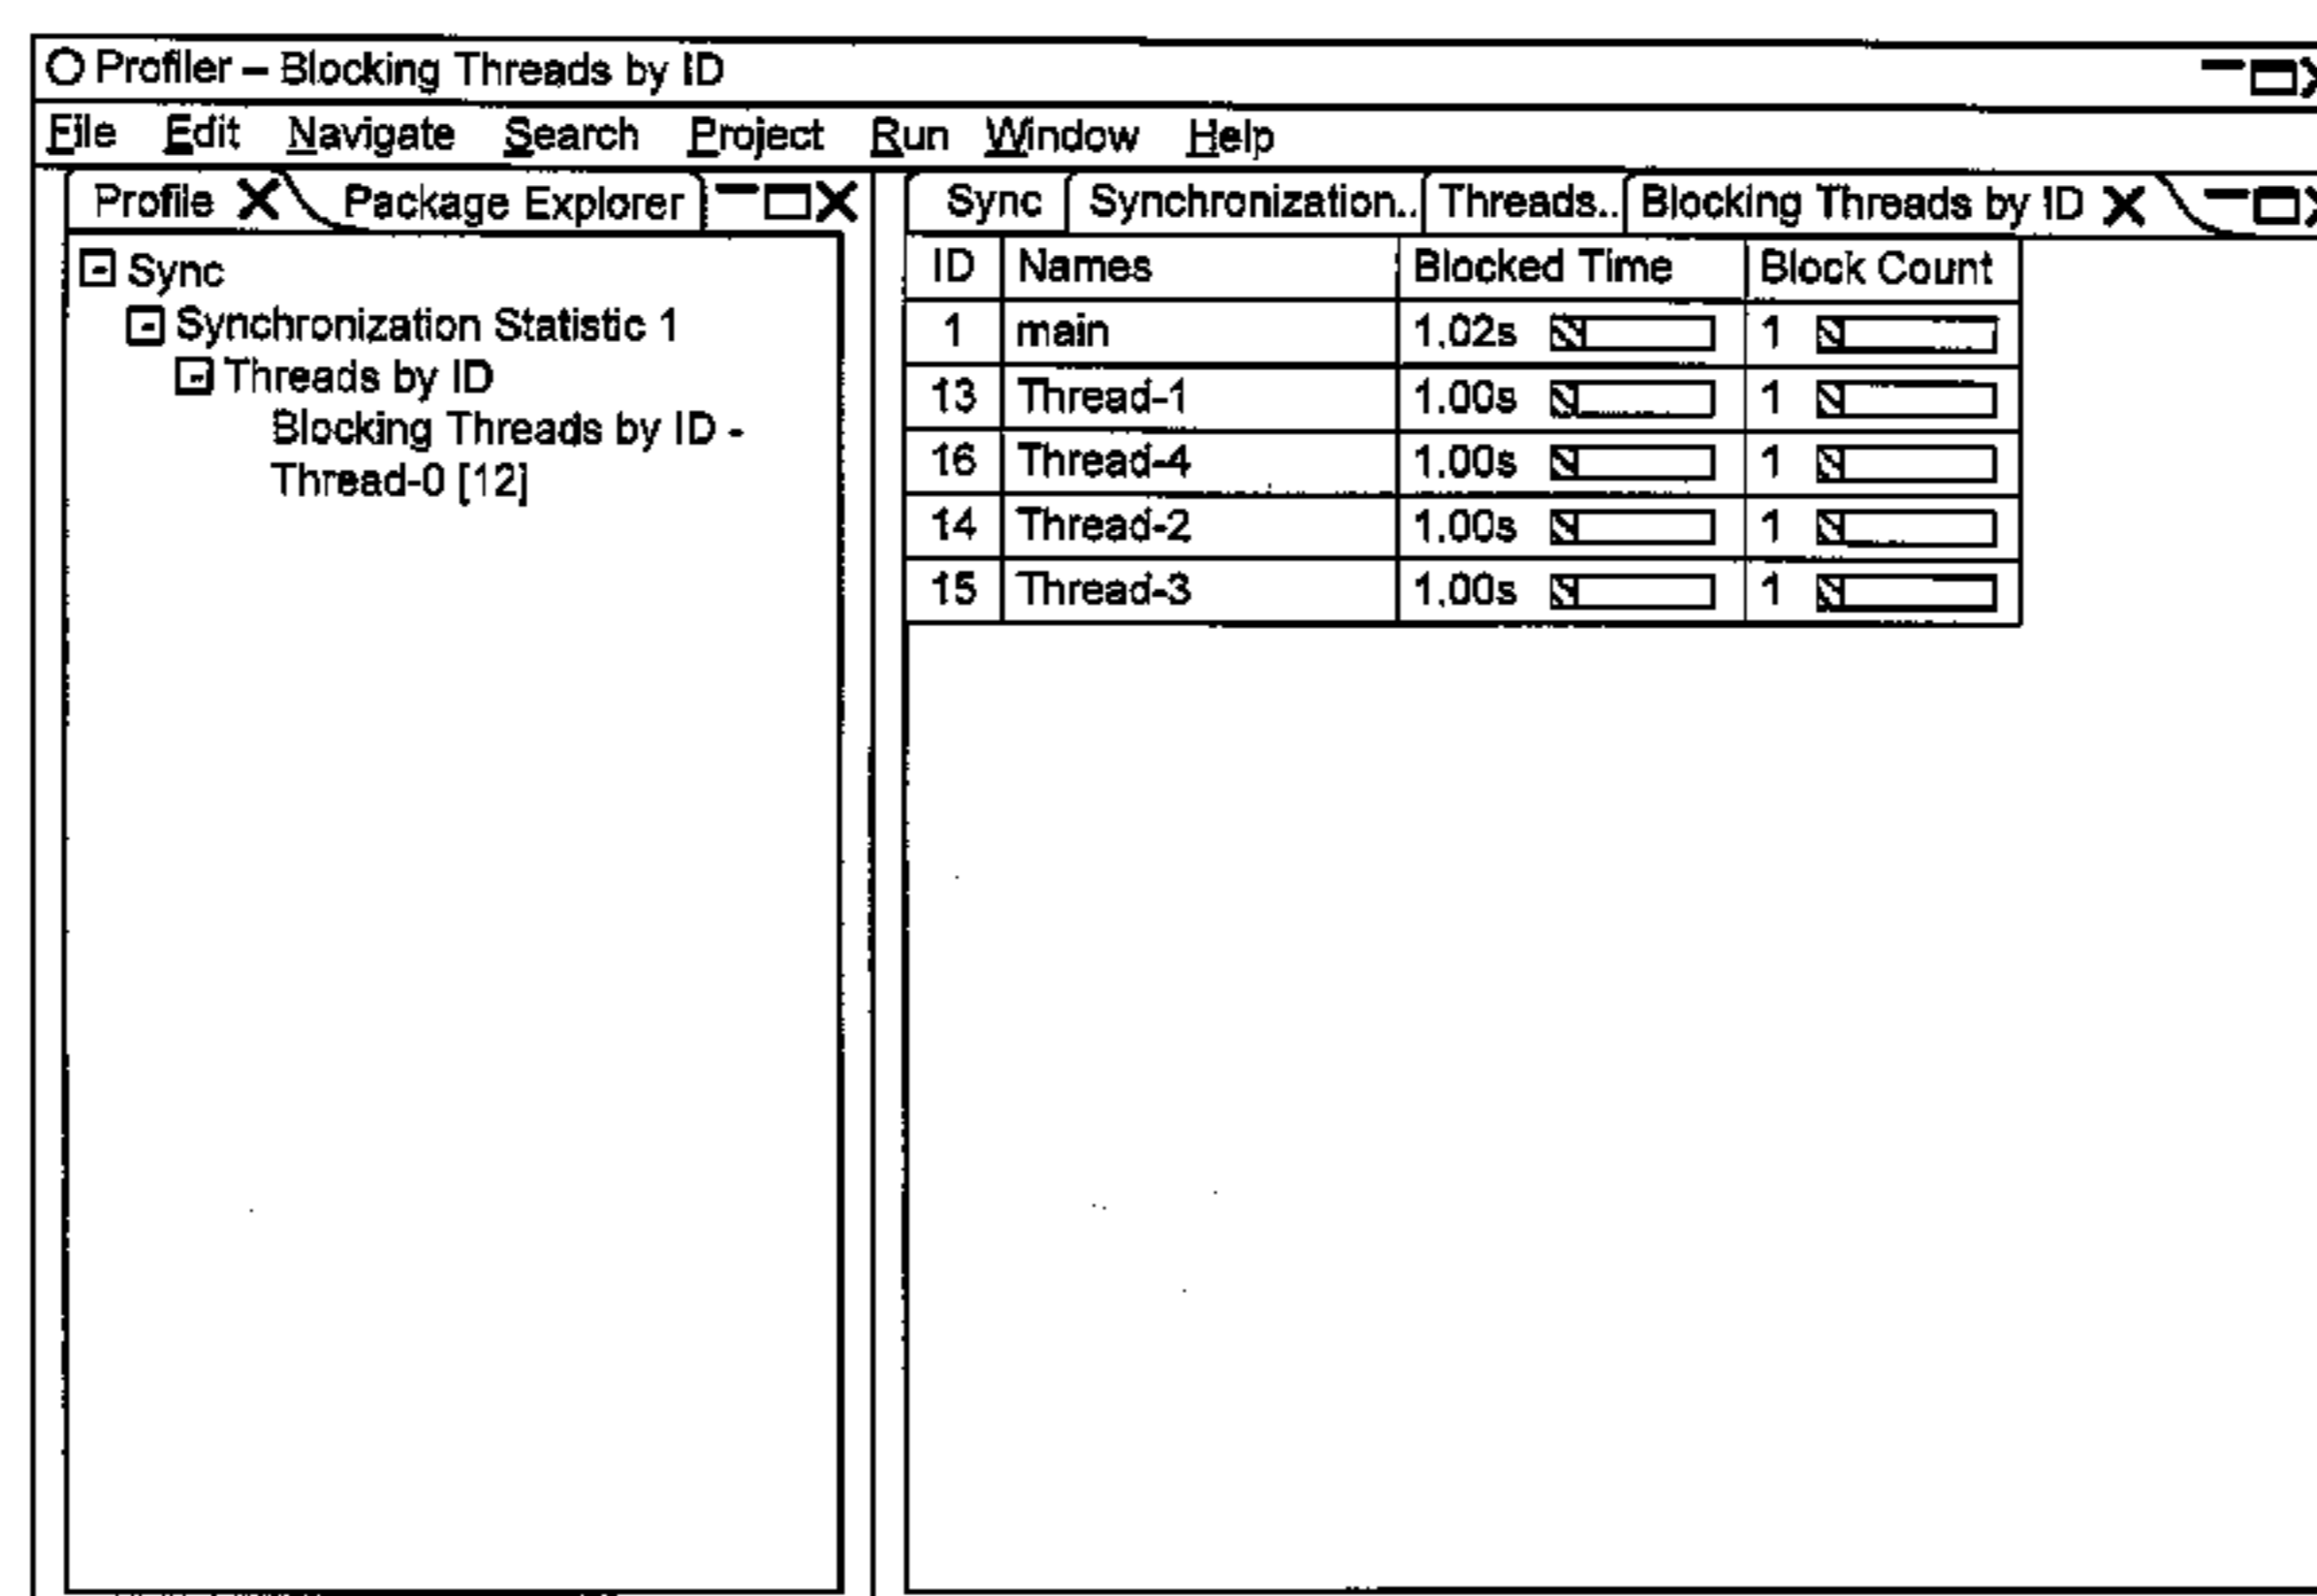 Profiler – Blocking Threads by ID
File Edit Navigate Search Project Run Window Help
Profile Package Explorer
Sync
Synchronization Statistic 1
Threads by ID
Blocking Threads by ID -
Thread-0 [12]
Sync Synchronization.. Threads.. Blocking Threads by ID
ID Names Blocked Time Block Count
1 main 1.02s 1
13 Thread-1 1.00s 1
16 Thread-4 1.00s 1
14 Thread-2 1.00s 1
15 Thread-3 1.00s 1